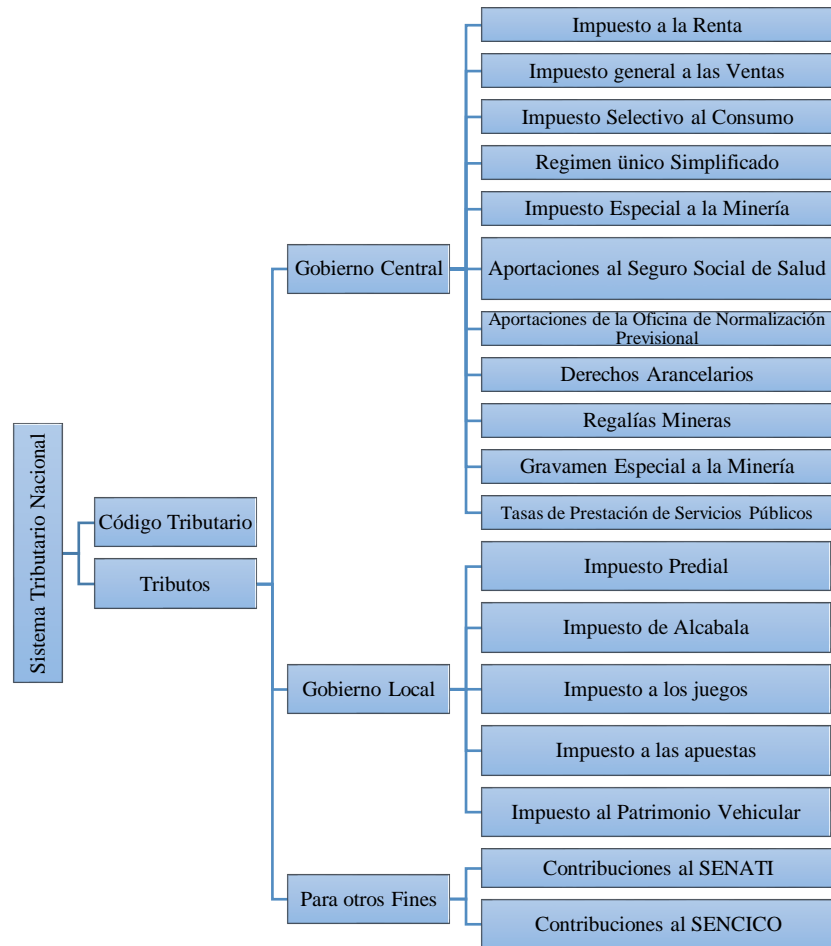 Sistema Tributario Nacional
Código Tributario
Tributos
Gobierno Central
Impuesto a la Renta
Impuesto general a las Ventas
Impuesto Selectivo al Consumo
Regimen ünico Simplificado
Impuesto Especial a la Minería
Aportaciones al Seguro Social de Salud
Aportaciones de la Oficina de Normalización
Previsional
Derechos Arancelarios
Regalías Mineras
Gravamen Especial a la Minería
Tasas de Prestación de Servicios Públicos
Gobierno Local
Impuesto Predial
Impuesto de Alcabala
Impuesto a los juegos
Impuesto a las apuestas
Impuesto al Patrimonio Vehicular
Para otros Fines
Contribuciones al SENATI
Contribuciones al SENCICO